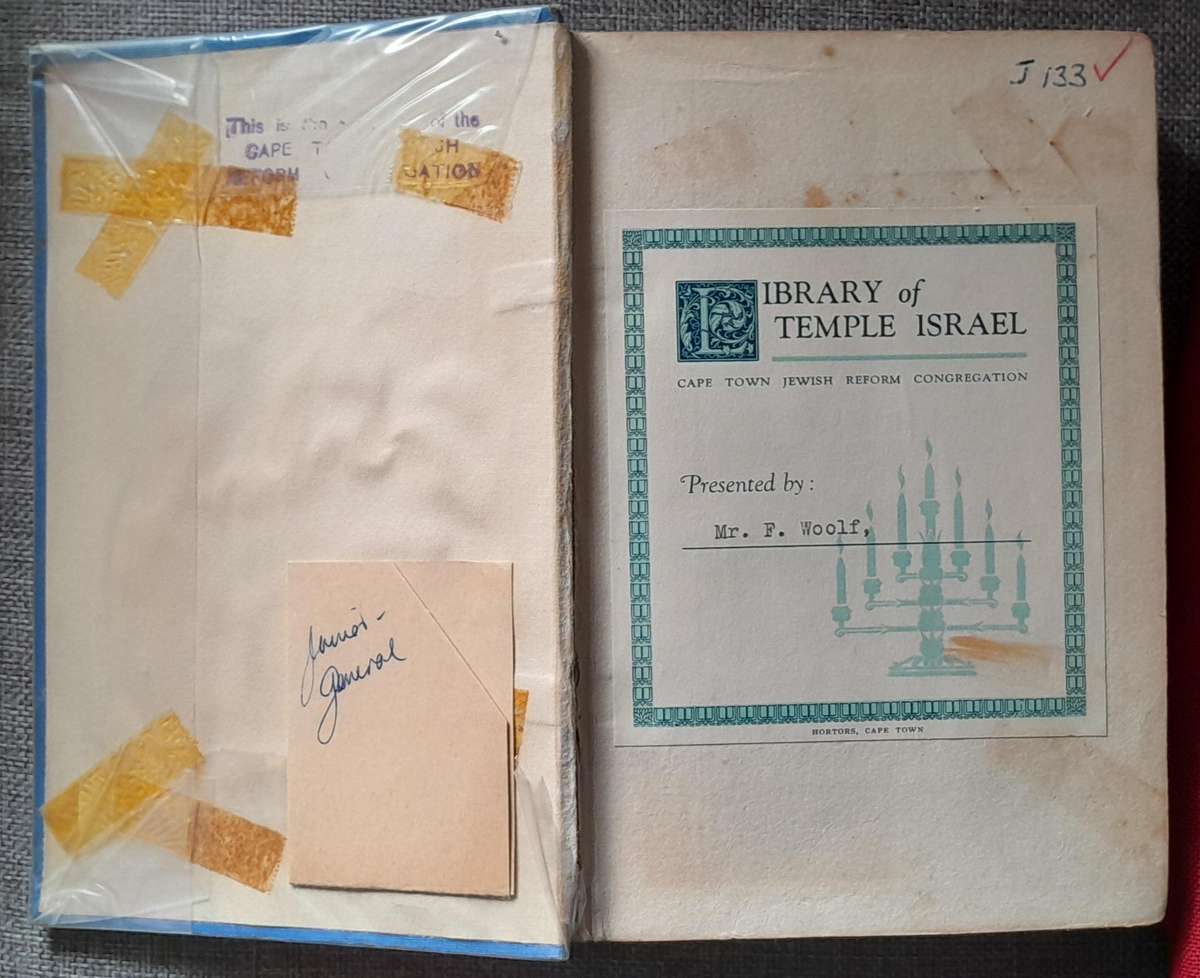 This is the of the
CAPE
REFORM
Junior-
General
J 133
LIBRARY of
TEMPLE ISRAEL
CAPE TOWN JEWISH REFORM CONGREGATION
Presented by:
Mr. F. Woolf,
HORTORS, CAPE TOWN